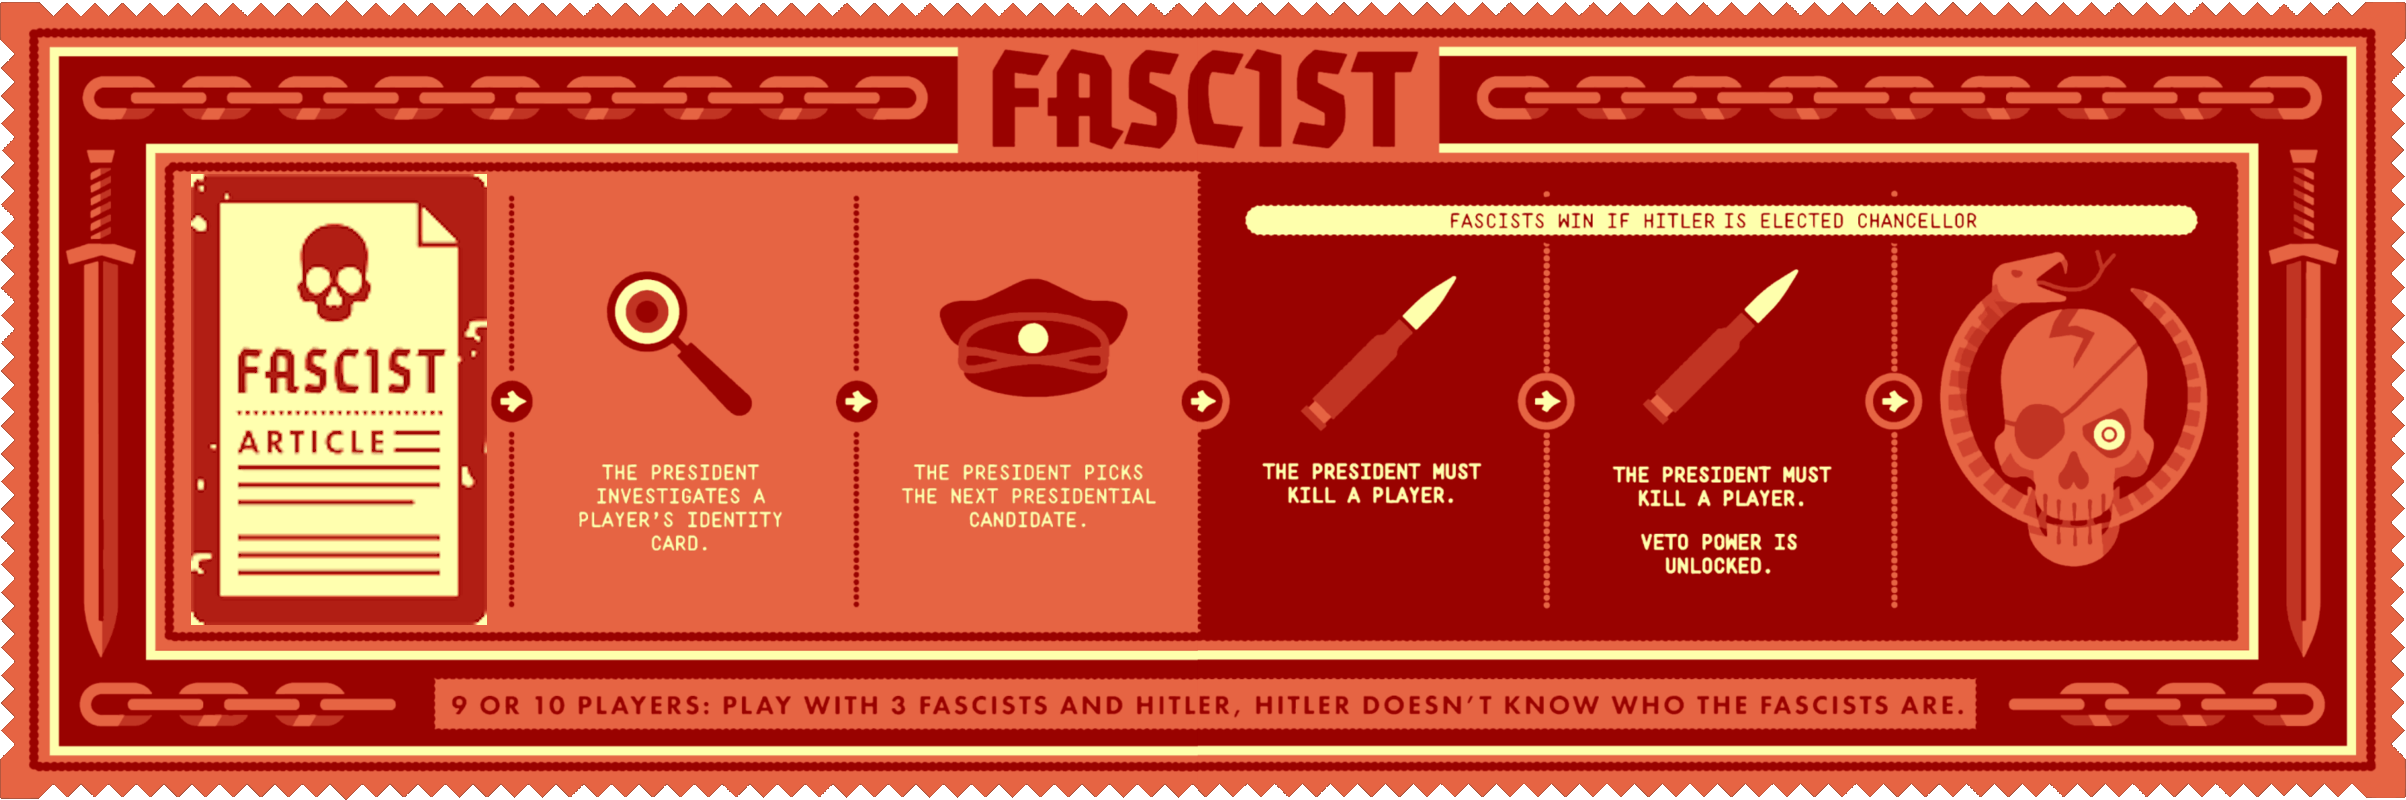 FASCIST
FASCISTS WIN IF HITLER IS ELECTED CHANCELLOR
FASCIST
ARTICLE
THE PRESIDENT
INVESTIGATES A
PLAYER'S IDENTITY
CARD.
THE PRESIDENT PICKS
THE NEXT PRESIDENTIAL
CANDIDATE.
THE PRESIDENT MUST
KILL A PLAYER.
THE PRESIDENT MUST
KILL A PLAYER.
VETO POWER IS
UNLOCKED.
9 OR 10 PLAYERS: PLAY WITH 3 FASCISTS AND HITLER, HITLER DOESN'T KNOW WHO THE FASCISTS ARE.